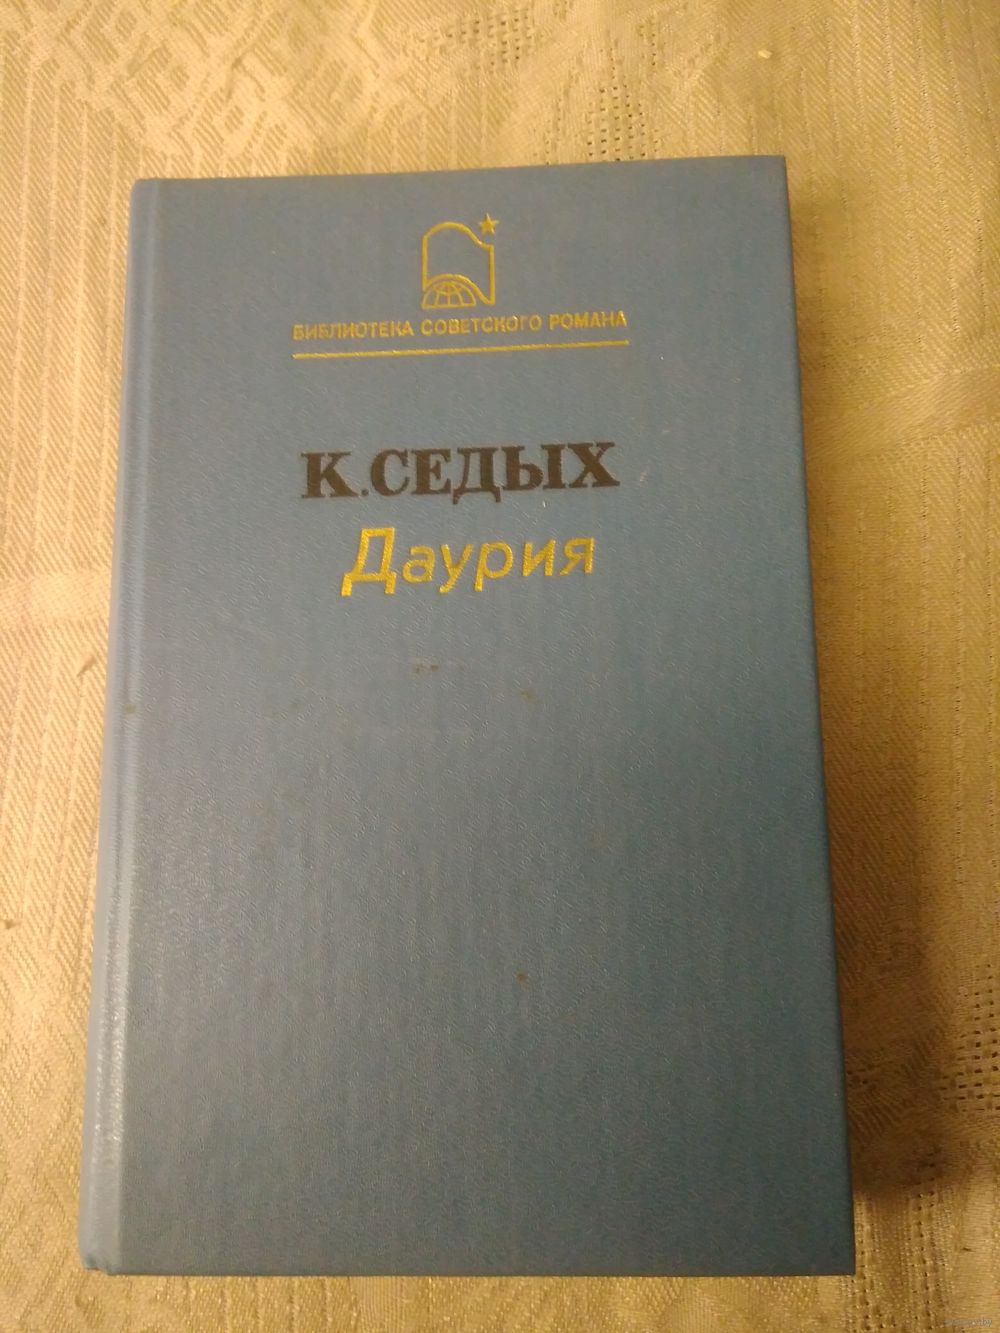 БИБЛИОТЕКА СОВЕТСКОГО РОМАНА
К.СЕДЫХ
Даурия